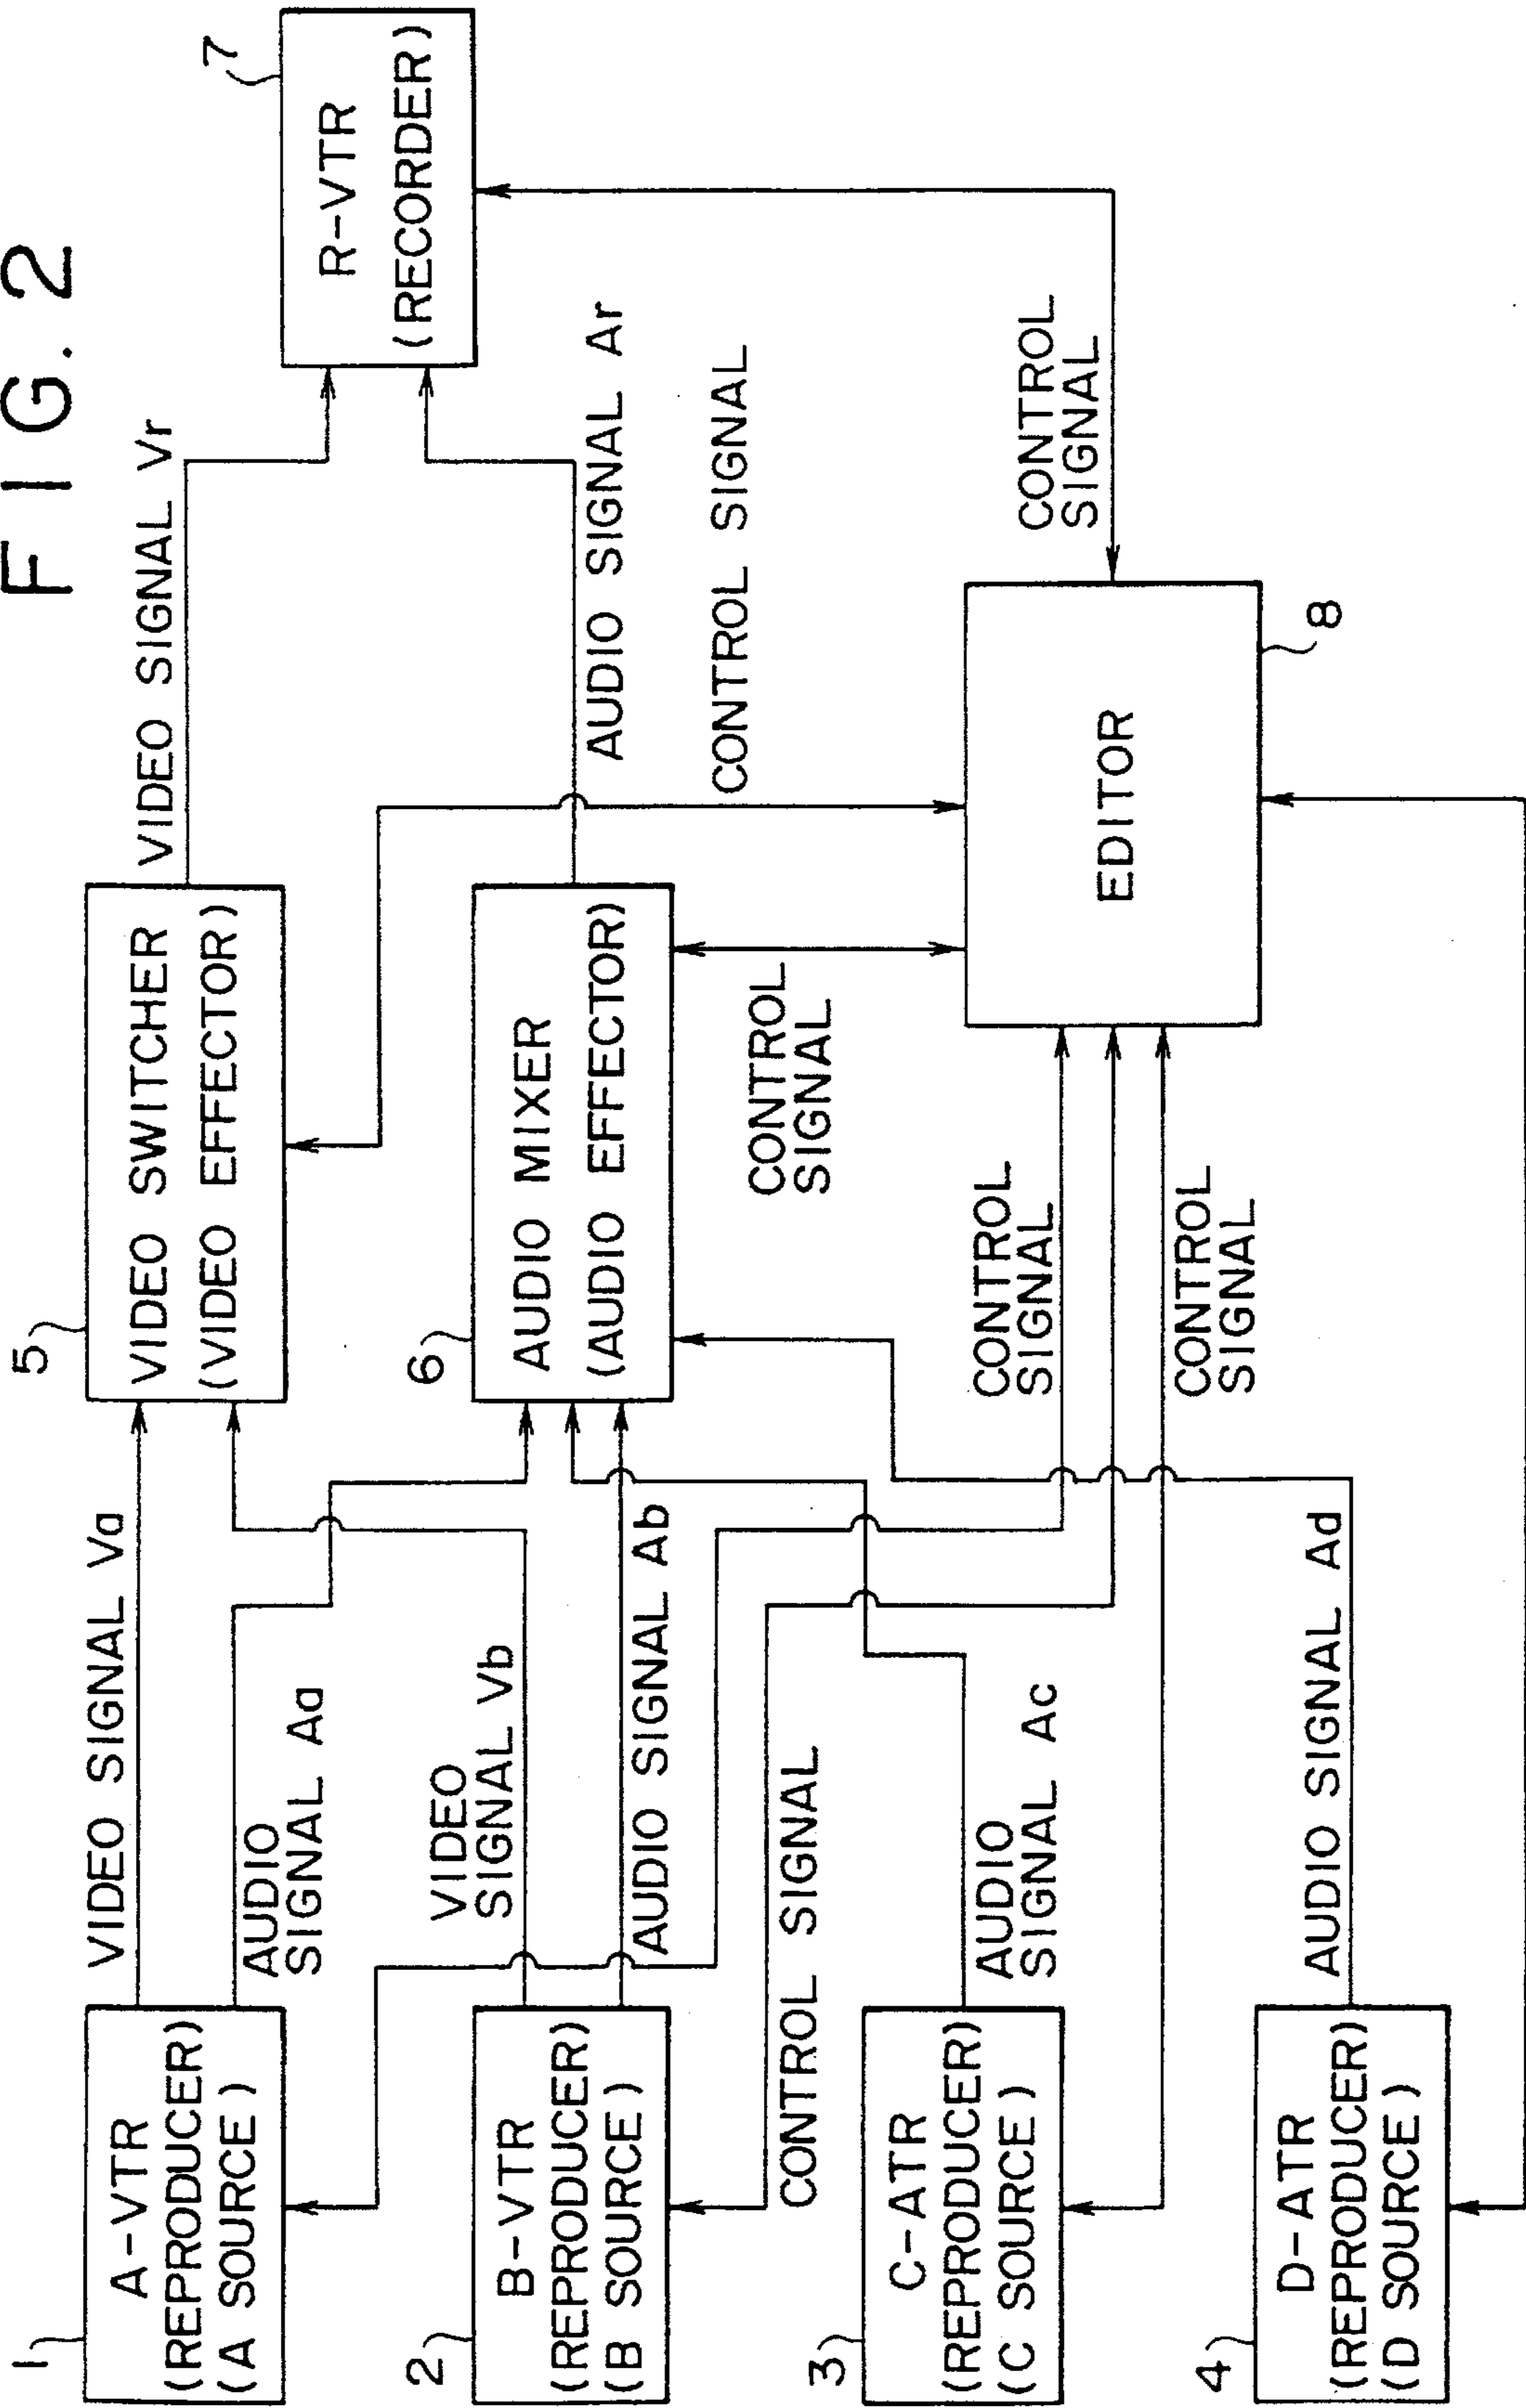 FIG. 2
1
A-VTR
(REPRODUCER)
(A SOURCE)
VIDEO SIGNAL Va
AUDIO
SIGNAL Aa
5
VIDEO SWITCHER
(VIDEO EFFECTOR)
VIDEO SIGNAL Vr
7
R-VTR
(RECORDER)
2
B-VTR
(REPRODUCER)
(B SOURCE)
VIDEO
SIGNAL Vb
AUDIO SIGNAL Ab
6
AUDIO MIXER
(AUDIO EFFECTOR)
AUDIO SIGNAL Ar
CONTROL SIGNAL
CONTROL SIGNAL
CONTROL
SIGNAL
3
C-ATR
(REPRODUCER)
(C SOURCE)
AUDIO
SIGNAL Ac
CONTROL
SIGNAL
CONTROL
SIGNAL
EDITOR
8
CONTROL
SIGNAL
4
D-ATR
(REPRODUCER)
(D SOURCE)
AUDIO SIGNAL Ad